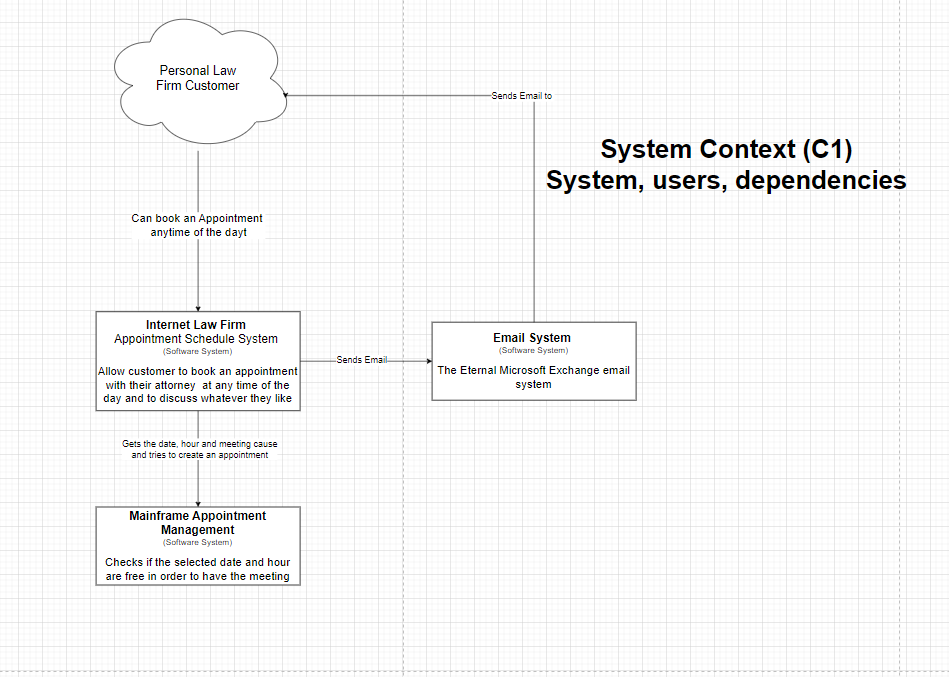 Personal Law
Firm Customer
Sends Email to
System Context (C1)
System, users, dependencies
Can book an Appointment
anytime of the dayt
Internet Law Firm
Appointment Schedule System
(Software System)
Allow customer to book an appointment
with their attorney at any time of the
day and to discuss whatever they like
Sends Email
Email System
(Software System)
The Eternal Microsoft Exchange email
system
Gets the date, hour and meeting cause
and tries to create an appointment
Mainframe Appointment
Management
(Software System)
Checks if the selected date and hour
are free in order to have the meeting